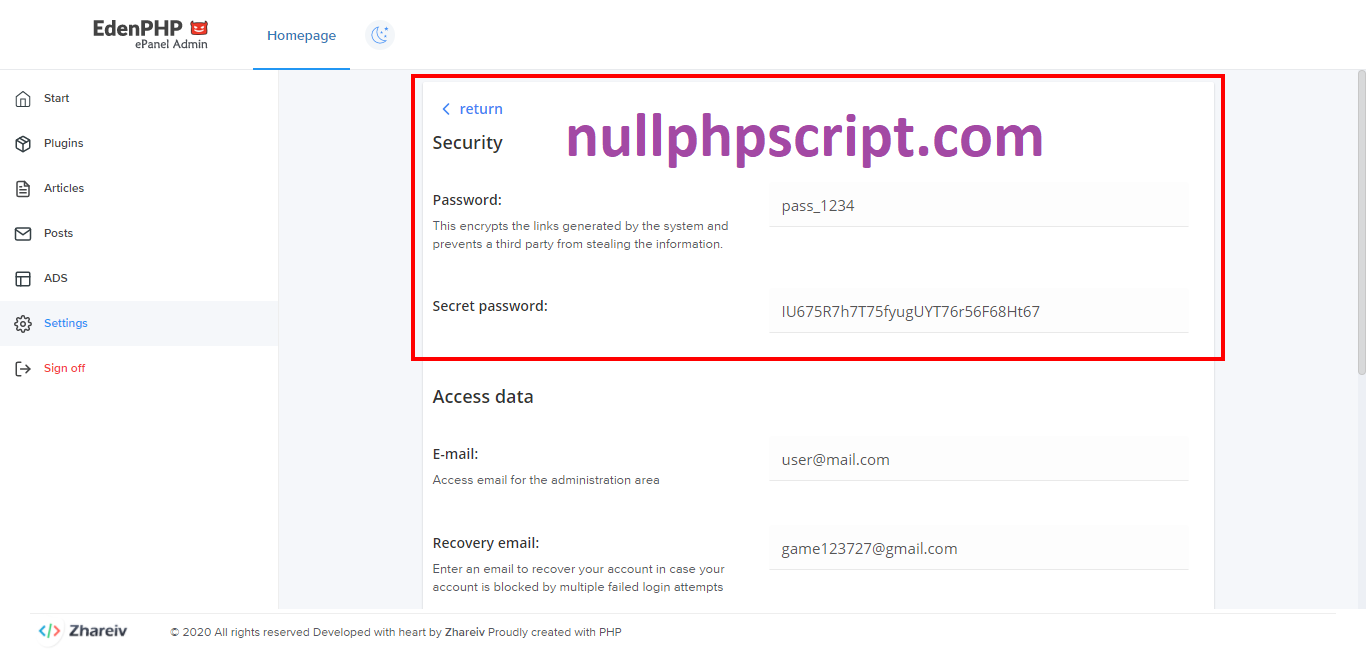 EdenPHP
ePanel Admin
Homepage
Start
Plugins
Articles
Posts
ADS
Settings
Sign off
return
nullphpscript.com
Security
Password:
This encrypts the links generated by the system and
prevents a third party from stealing the information.
pass_1234
Secret password:
IU675R7h7T75fyugUYT76r56F68Ht67
Access data
E-mail:
Access email for the administration area
user@mail.com
Recovery email:
Enter an email to recover your account in case your
account is blocked by multiple failed login attempts
game123727@gmail.com
</> Zhareiv
© 2020 All rights reserved Developed with heart by Zhareiv Proudly created with PHP